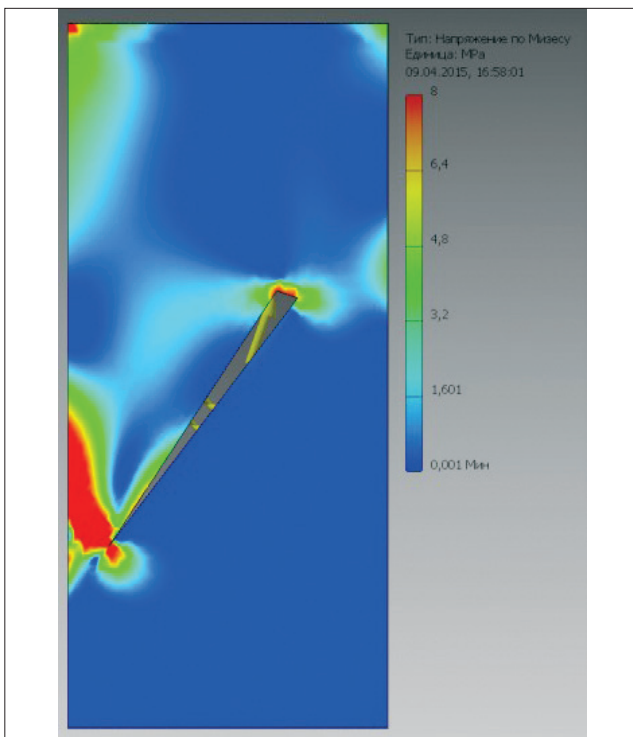 Тип: Напряжение по Мизесу
Единица: MPa
09.04.2015, 16:58:01
8
6,4
4,8
3,2
1,601
0,001 Мин